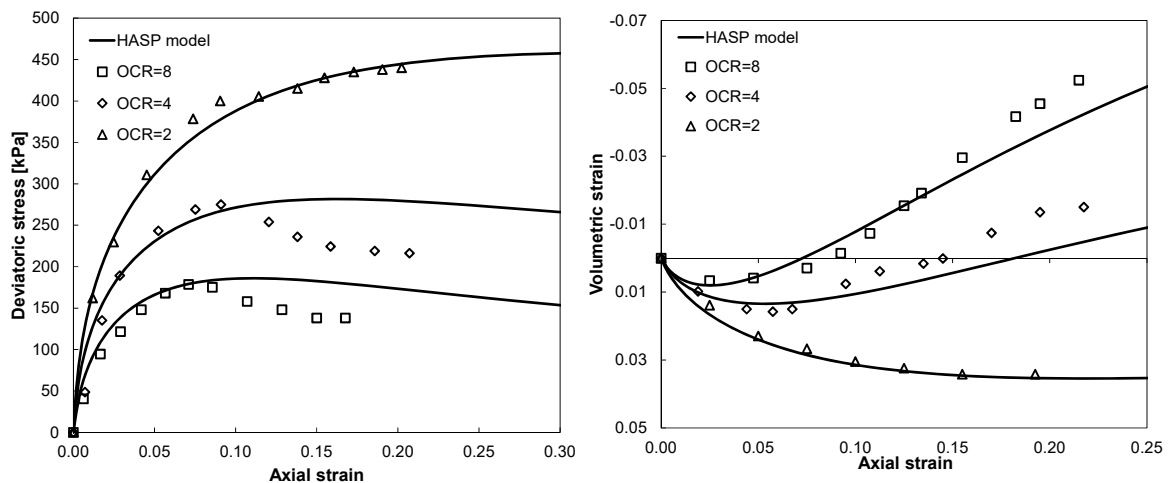 500
450
400
350
300
250
200
150
100
50
0
Deviatoric stress [kPa]
HASP model
OCR=8
OCR=4
OCR=2
0.00 0.05 0.10 0.15 0.20 0.25 0.30
Axial strain
-0.07
-0.05
-0.03
-0.01
0.01
0.03
0.05
Volumetric strain
HASP model
OCR=8
OCR=4
OCR=2
0.00 0.05 0.10 0.15 0.20 0.25
Axial strain